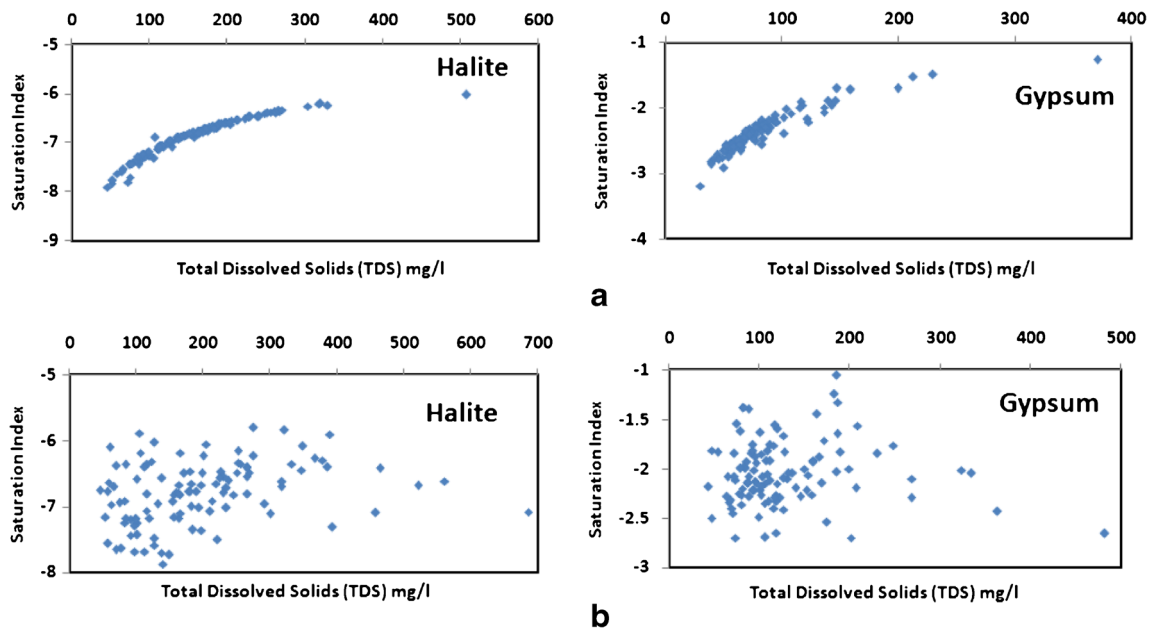 0 100 200 300 400 500 600
-5
-6
-7
-8
-9
Saturation Index
Halite
Total Dissolved Solids (TDS) mg/l
0 100 200 300 400
-1
-2
-3
-4
Saturation Index
Gypsum
Total Dissolved Solids (TDS) mg/l
a
0 100 200 300 400 500 600 700
-5
-6
-7
-8
Saturation Index
Halite
Total Dissolved Solids (TDS) mg/l
0 100 200 300 400 500
-1
-1.5
-2
-2.5
-3
Saturation Index
Gypsum
Total Dissolved Solids (TDS) mg/l
b